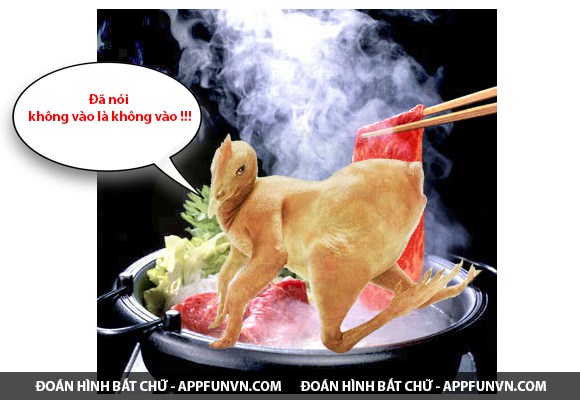 Đã nói
không vào là không vào !!!
ĐOÁN HÌNH BẮT CHỮ - APPFUNVN.COM ĐOÁN HÌNH BẮT CHỮ - APPFUNVN.COM